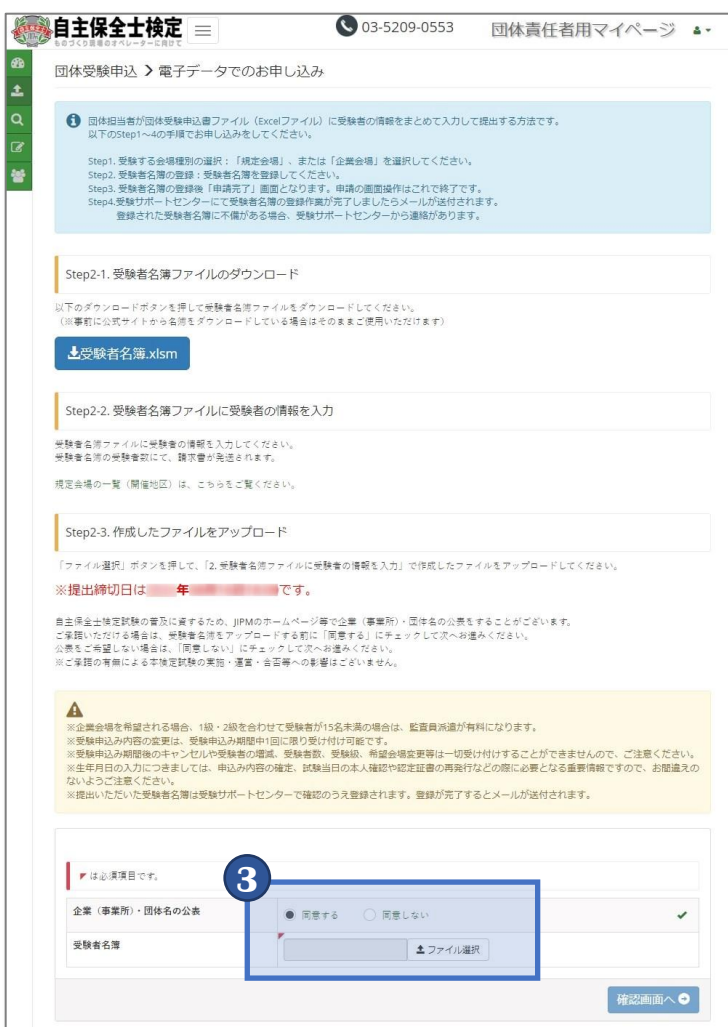 自主保全士検定
ものづくり現場のオペレーターに向けて
03-5209-0553
団体責任者用マイページ
団体受験申込 > 電子データでのお申し込み
団体担当者が団体受験申込書ファイル（Excelファイル）に受験者の情報をまとめて入力して提出する方法です。
以下のStep1～4の手順でお申し込みをしてください。
Step1. 受験する会場種別の選択：「規定会場」、または「企業会場」を選択してください。
Step2. 受験者名簿の登録：受験者名簿を登録してください。
Step3. 受験者名簿の登録後「申請完了」画面となります。申請の画面操作はこれで終了です。
Step4.受験サポートセンターにて受験者名簿の登録作業が完了しましたらメールが送付されます。
登録された受験者名簿に不備がある場合、受験サポートセンターから連絡があります。
Step2-1. 受験者名簿ファイルのダウンロード
以下のダウンロードボタンを押して受験者名簿ファイルをダウンロードしてください。
（※事前に公式サイトから名簿をダウンロードしている場合はそのままご使用いただけます）
受験者名簿.xlsm
Step2-2. 受験者名簿ファイルに受験者の情報を入力
受験者名簿ファイルに受験者の情報を入力してください。
受験者名簿の受験者数にて、請求書が発送されます。
規定会場の一覧（開催地区）は、こちらをご覧ください。
Step2-3. 作成したファイルをアップロード
「ファイル選択」ボタンを押して、「2. 受験者名簿ファイルに受験者の情報を入力」で作成したファイルをアップロードしてください。
※提出締切日は 年 です。
自主保全士検定試験の普及に資するため、JIPMのホームページ等で企業（事業所）・団体名の公表をすることがございます。
ご承諾いただける場合は、受験者名簿をアップロードする前に「同意する」にチェックして次へお進みください。
公表をご希望しない場合は、「同意しない」にチェックして次へお進みください。
※ご承諾の有無による本検定試験の実施・運営・合否等への影響はございません。
※企業会場を希望される場合、1級・2級を合わせて受験者が15名未満の場合は、監査員派遣が有料になります。
※受験申込み内容の変更は、受験申込み期間中1回に限り受け付け可能です。
※受験申込み期間後のキャンセルや受験者の増減、受験者数、受験級、希望会場変更等は一切受け付けすることができませんので、ご注意ください。
※生年月日の入力につきましては、申込み内容の確定、試験当日の本人確認や認定証書の再発行などの際に必要となる重要情報ですので、お間違えの
ないようご注意ください。
※提出いただいた受験者名簿は受験サポートセンターで確認のうえ登録されます。登録が完了するとメールが送付されます。
は必須項目です。
3
企業（事業所）・団体名の公表
同意する 同意しない
受験者名簿
ファイル選択
確認画面へ